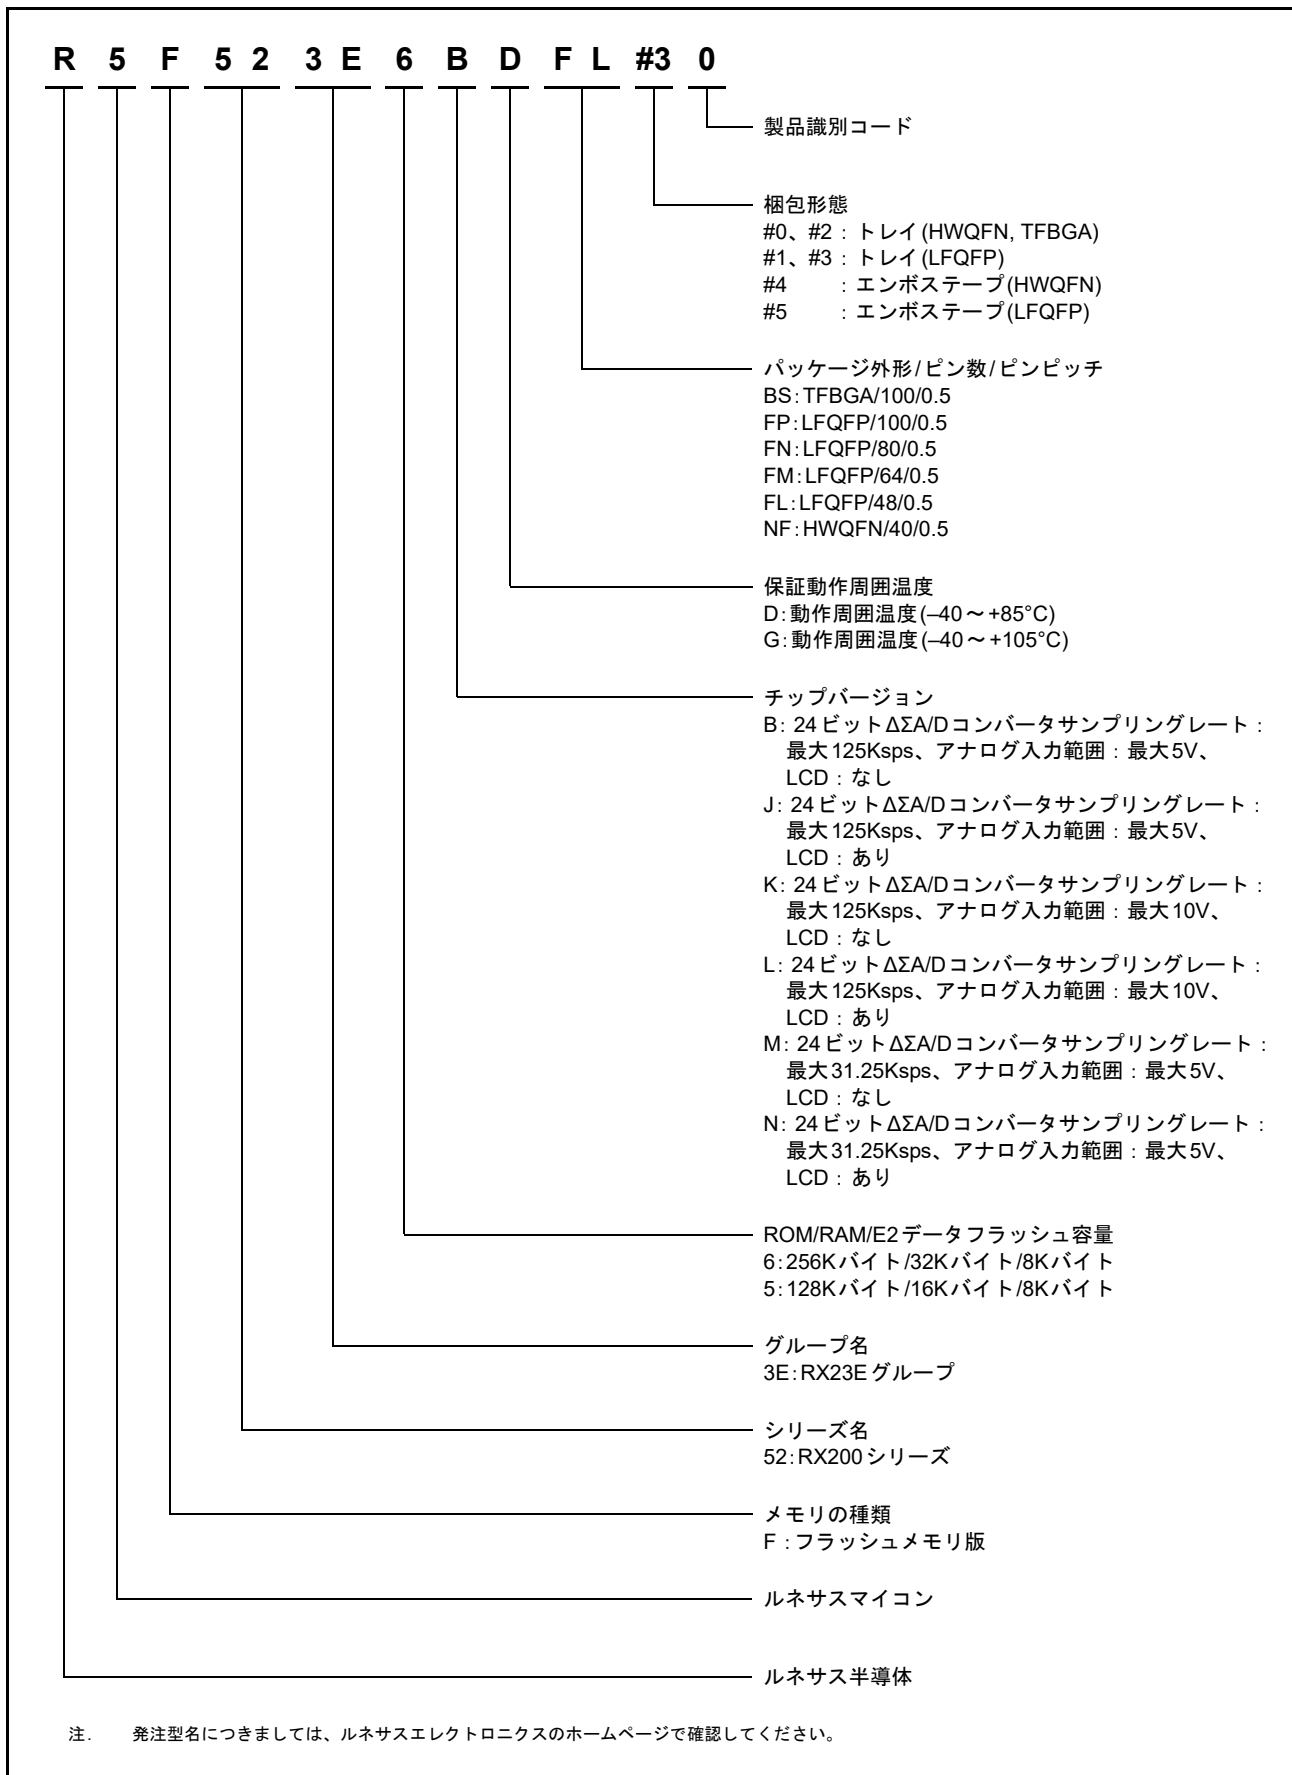 R 5 F 5 2 3 E 6 B D F L #3 0
製品識別コード
梱包形態
#0、#2：トレイ(HWQFN, TFBGA)
#1、#3：トレイ(LFQFP)
#4 ：エンボステープ(HWQFN)
#5 ：エンボステープ(LFQFP)
パッケージ外形/ピン数/ピンピッチ
BS：TFBGA/100/0.5
FP：LFQFP/100/0.5
FN：LFQFP/80/0.5
FM：LFQFP/64/0.5
FL：LFQFP/48/0.5
NF：HWQFN/40/0.5
保証動作周囲温度
D：動作周囲温度(–40～+85°C)
G：動作周囲温度(–40～+105°C)
チップバージョン
B：24ビットΔΣA/Dコンバータサンプリングレート：
最大125Ksps、アナログ入力範囲：最大5V、
LCD：なし
J：24ビットΔΣA/Dコンバータサンプリングレート：
最大125Ksps、アナログ入力範囲：最大5V、
LCD：あり
K：24ビットΔΣA/Dコンバータサンプリングレート：
最大125Ksps、アナログ入力範囲：最大10V、
LCD：なし
L：24ビットΔΣA/Dコンバータサンプリングレート：
最大125Ksps、アナログ入力範囲：最大10V、
LCD：あり
M：24ビットΔΣA/Dコンバータサンプリングレート：
最大31.25Ksps、アナログ入力範囲：最大5V、
LCD：なし
N：24ビットΔΣA/Dコンバータサンプリングレート：
最大31.25Ksps、アナログ入力範囲：最大5V、
LCD：あり
ROM/RAM/E2データフラッシュ容量
6：256Kバイト/32Kバイト/8Kバイト
5：128Kバイト/16Kバイト/8Kバイト
グループ名
3E：RX23Eグループ
シリーズ名
52：RX200シリーズ
メモリの種類
F：フラッシュメモリ版
ルネサスマイコン
ルネサス半導体
注. 発注型名につきましては、ルネサスエレクトロニクスのホームページで確認してください。